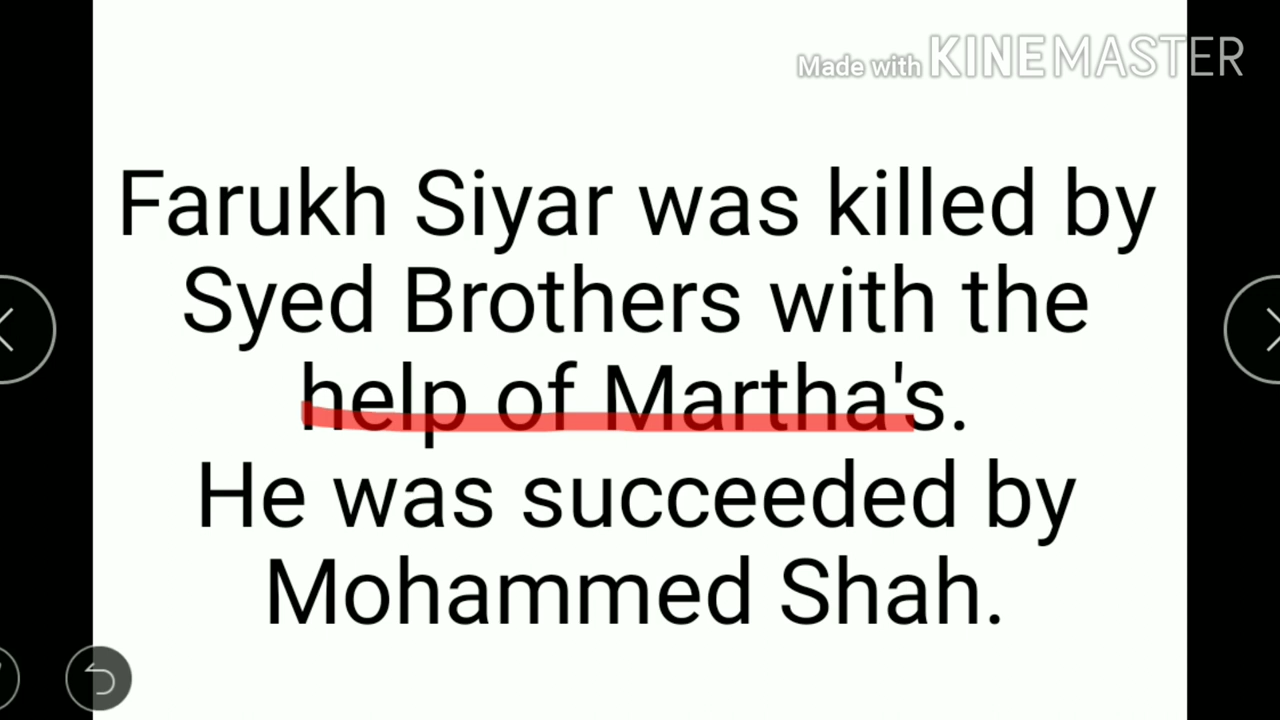 Made with KINEMASTER
Farukh Siyar was killed by
Syed Brothers with the
help of Martha's.
He was succeeded by
Mohammed Shah.